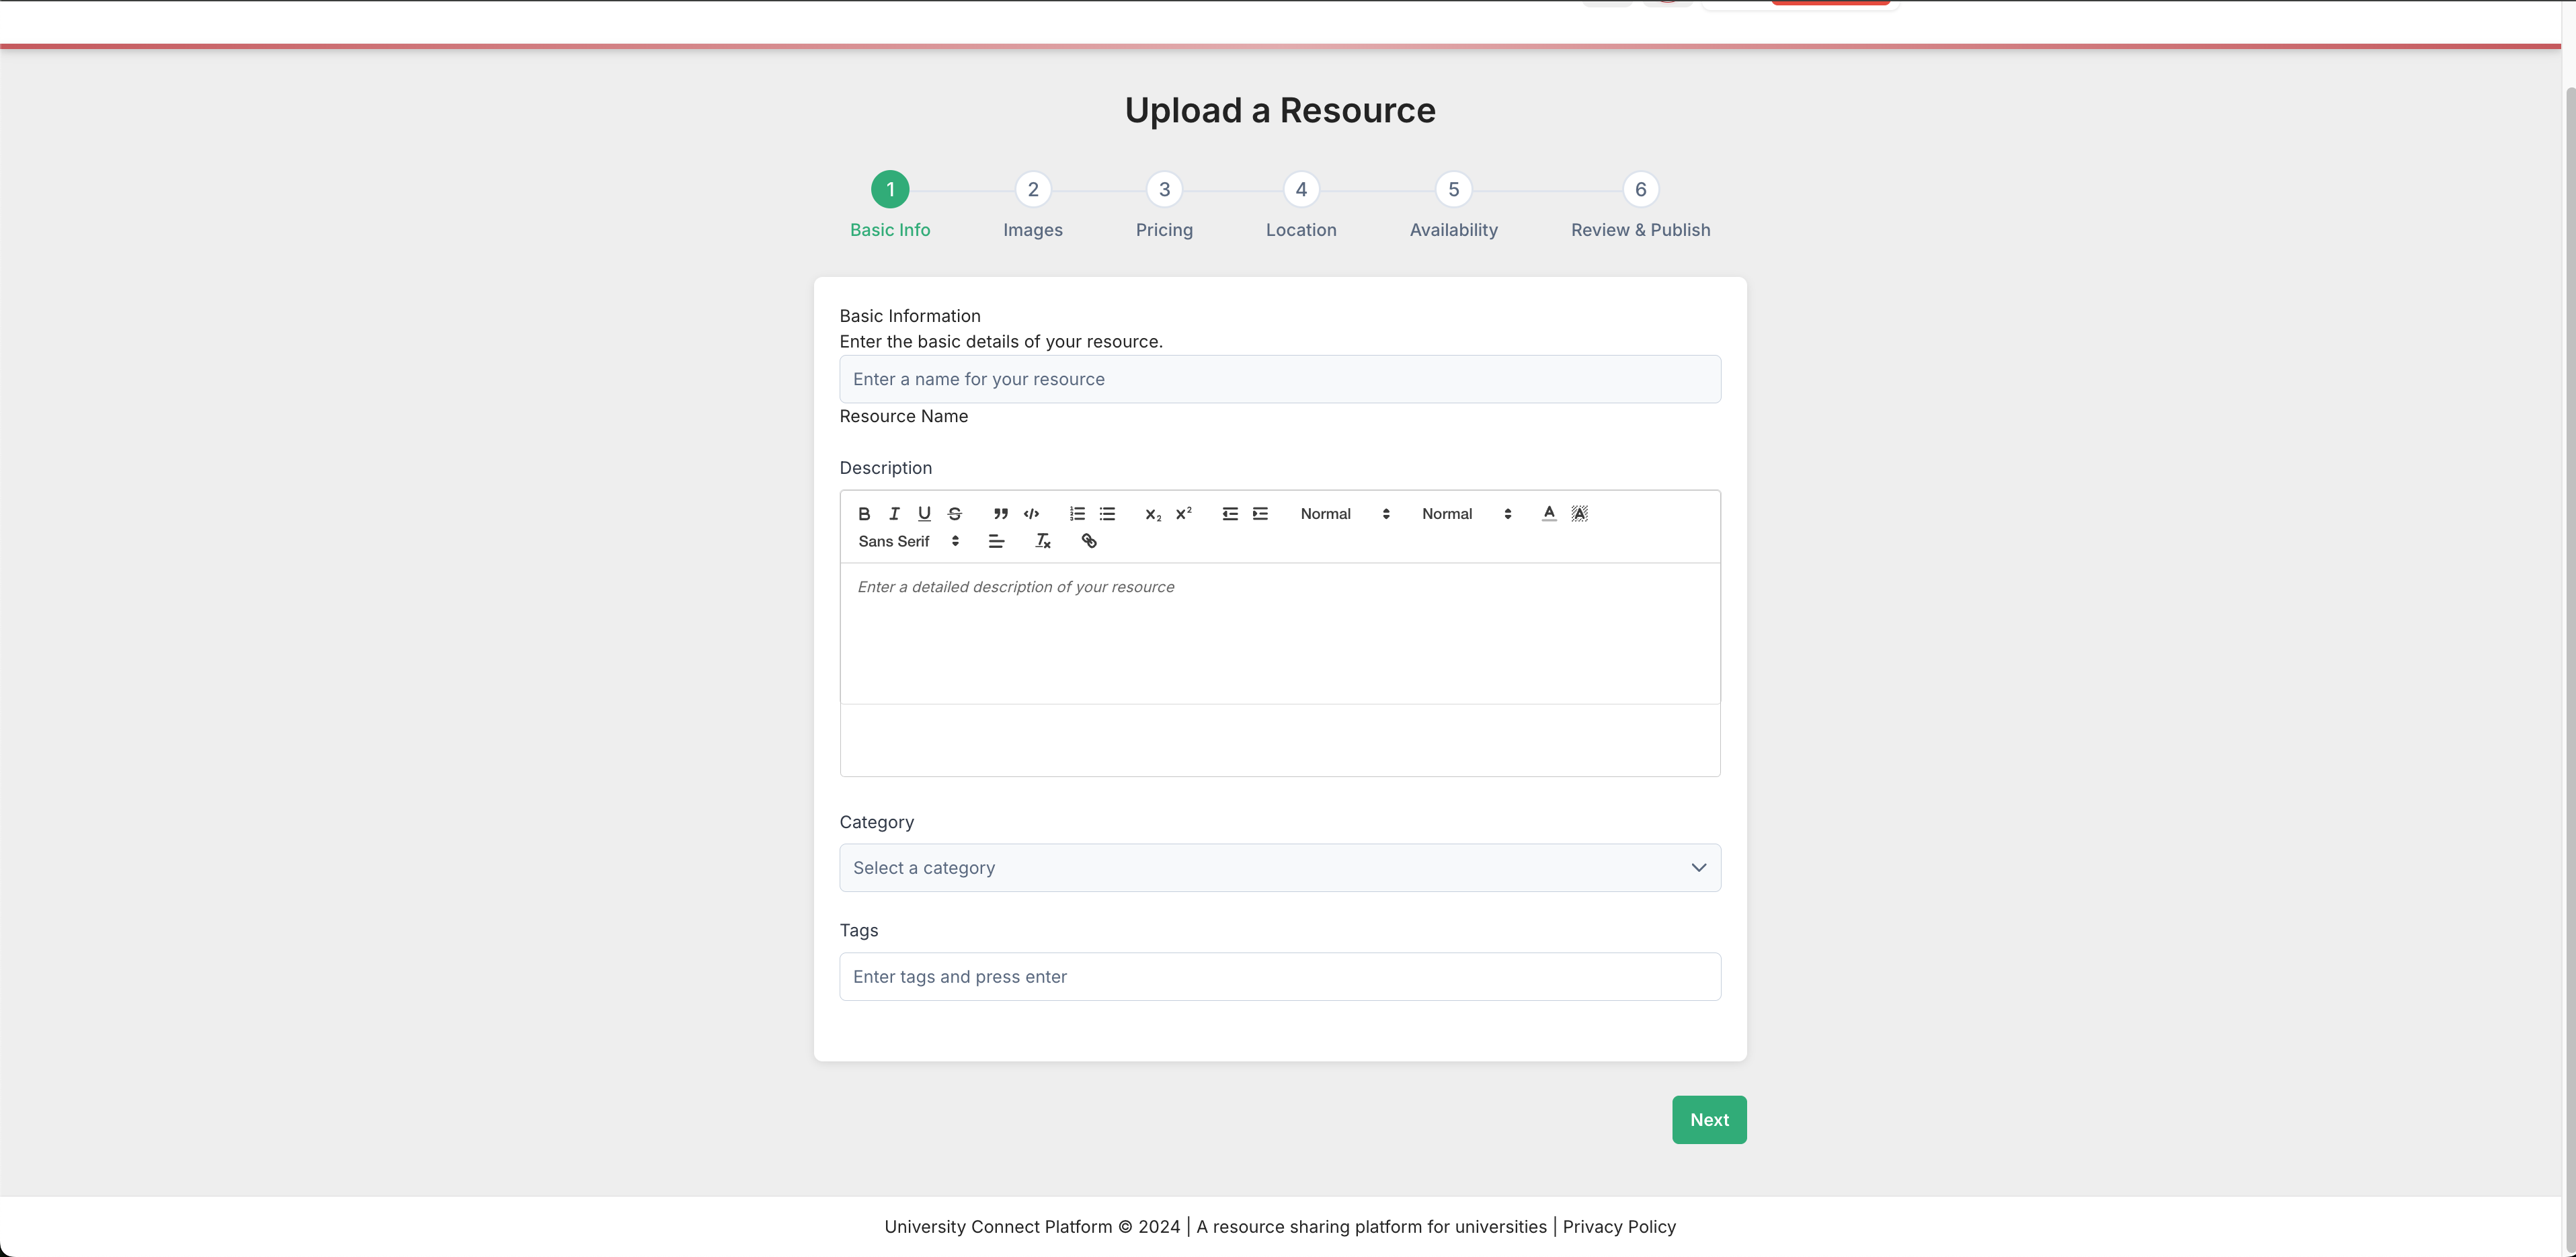 Upload a Resource
1 2 3 4 5 6
Basic Info Images Pricing Location Availability Review & Publish
Basic Information
Enter the basic details of your resource.
Enter a name for your resource
Resource Name
Description
B I U S X₂ X² Normal Normal A A
Sans Serif Tx
Enter a detailed description of your resource
Category
Select a category
Tags
Enter tags and press enter
Next
University Connect Platform © 2024 | A resource sharing platform for universities | Privacy Policy